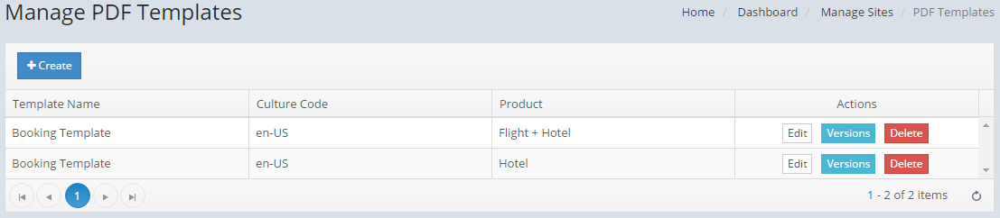 Manage PDF Templates
Home / Dashboard / Manage Sites / PDF Templates
+ Create
Template Name Culture Code Product Actions
Booking Template en-US Flight + Hotel Edit Versions Delete
Booking Template en-US Hotel Edit Versions Delete
1 1 - 2 of 2 items